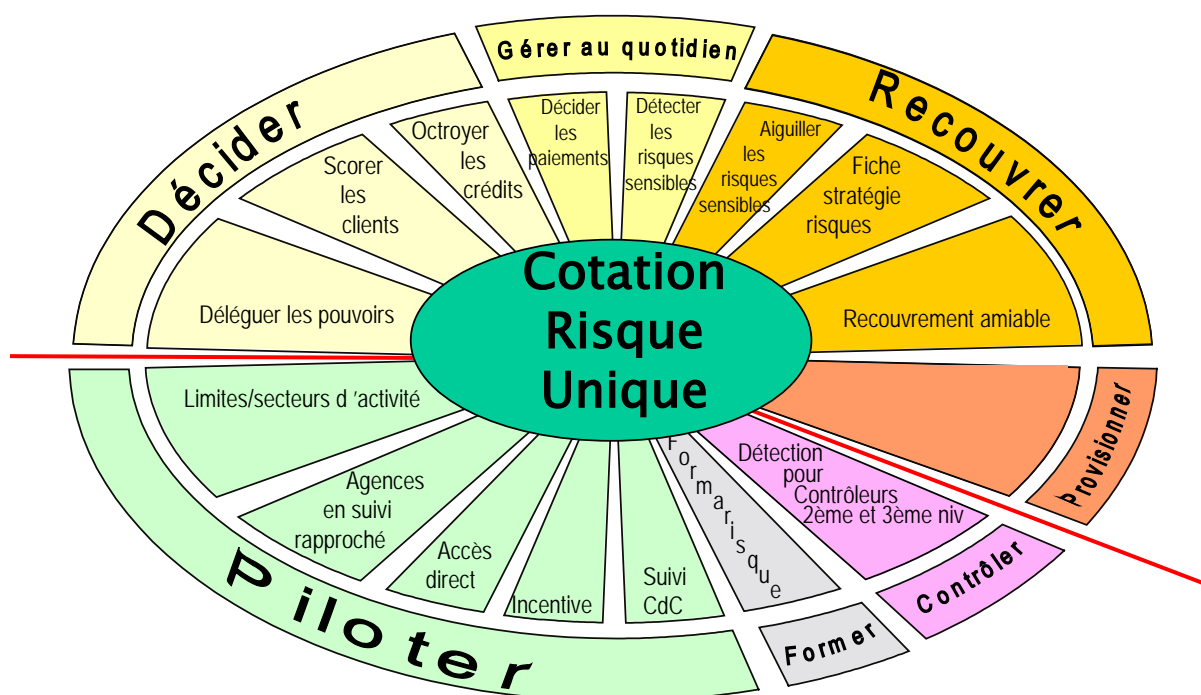 Gérer au quotidien
Décider
Recouvrer
Décider
les
paiements
Détecter
les
risques
sensibles
Octroyer
les
crédits
Aiguiller
les
risques
sensibles
Scorer
les
clients
Fiche
stratégie
risques
Déléguer les pouvoirs
Recouvrement amiable
Cotation
Risque
Unique
Limites/secteurs d ’activité
Provisionner
Agences
en suivi
rapproché
Accès
direct
Incentive
Suivi
CdC
Formarisque
Détection
pour
Contrôleurs
2ème et 3ème niv
Piloter
Former
Contrôler